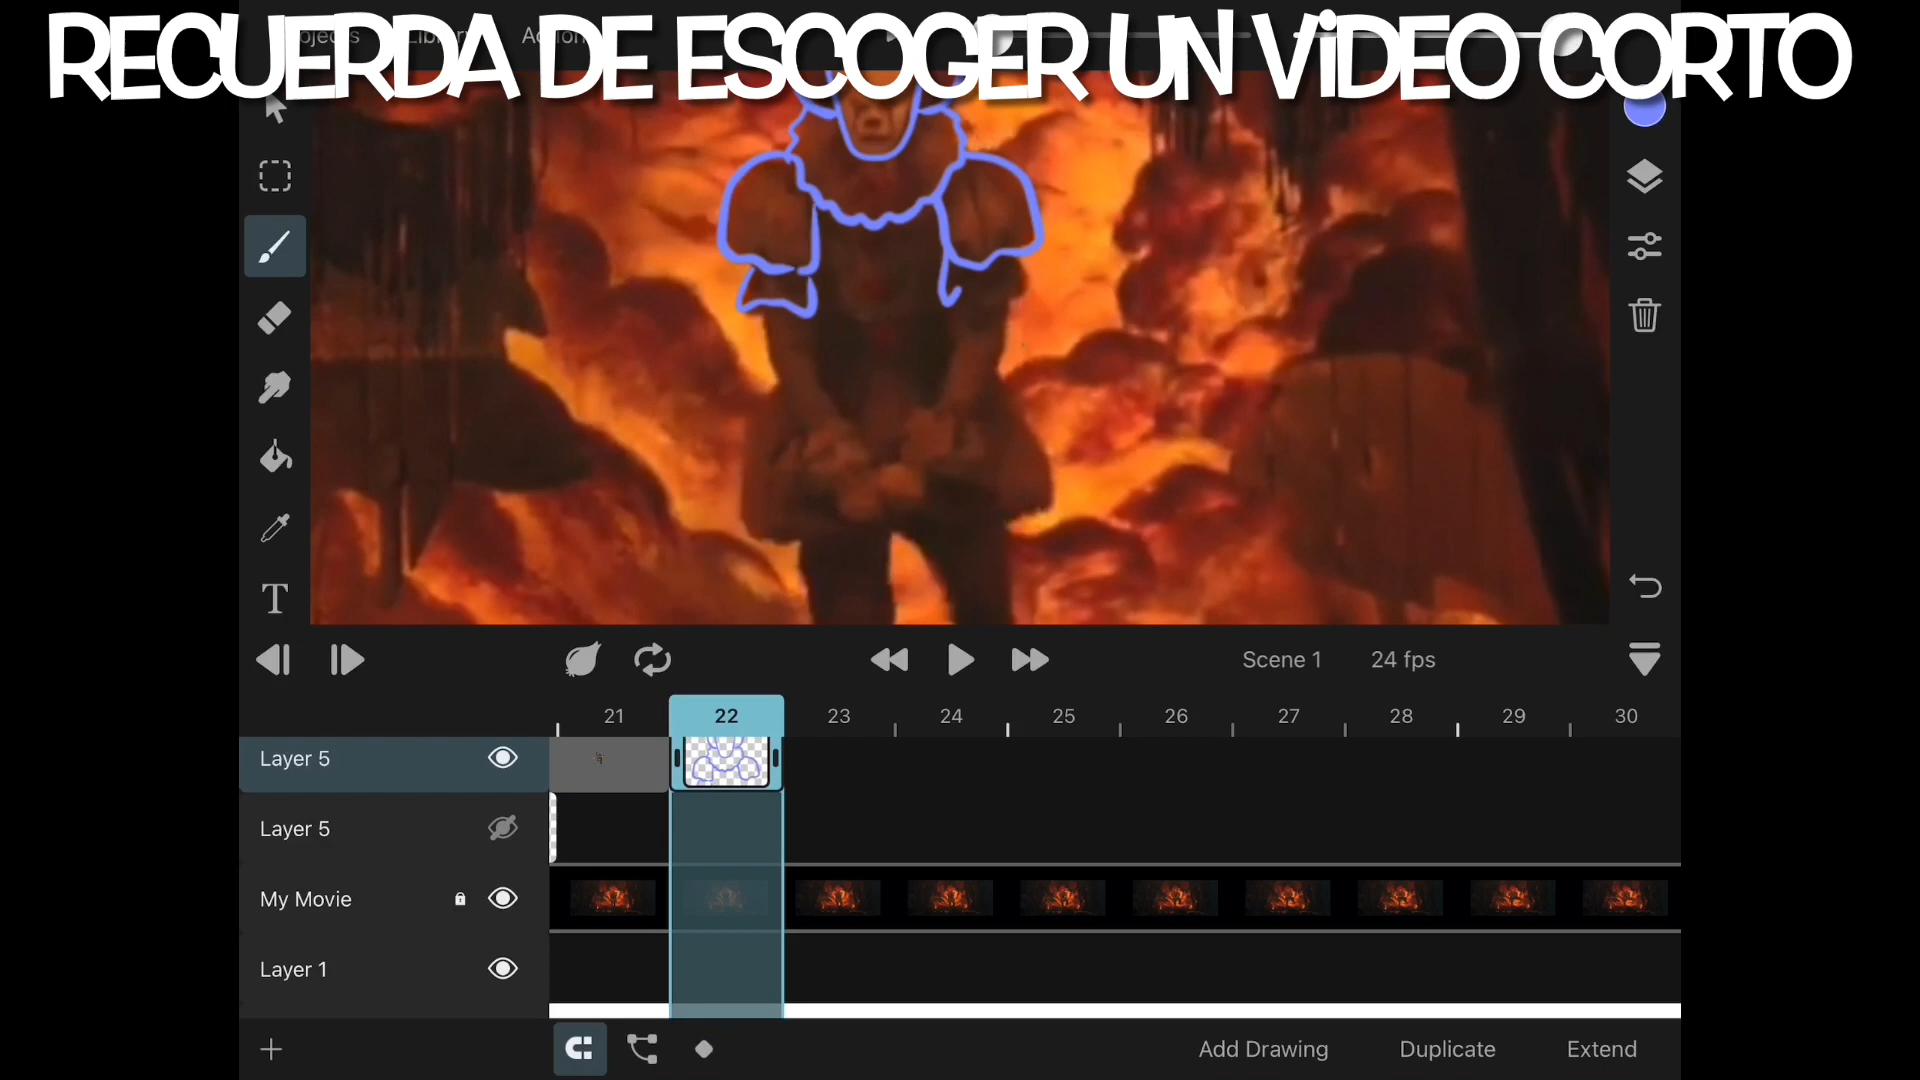 RECUERDA DE ESCOGER UN ViDEO CORTO
T
Scene 1 24 fps
21 22 23 24 25 26 27 28 29 30
Layer 5
Layer 5
My Movie
Layer 1
Add Drawing Duplicate Extend